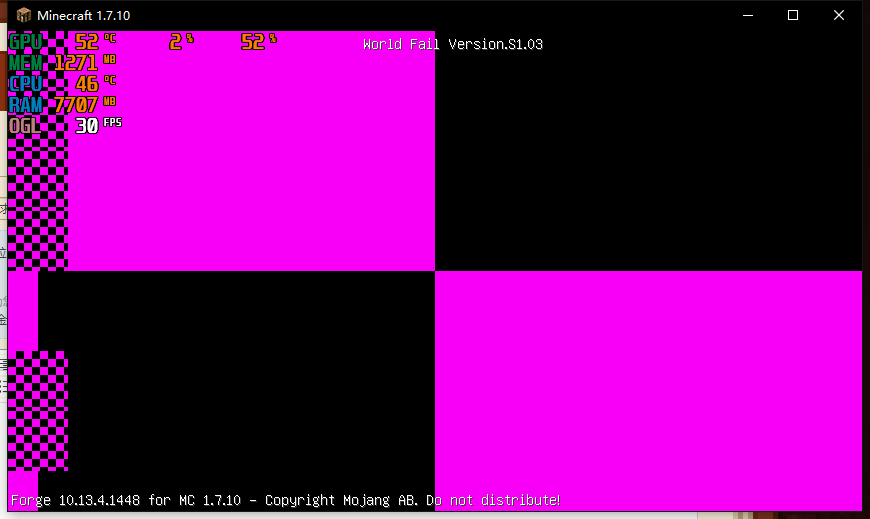 Minecraft 1.7.10
GPU 52 °C 2 % 52 %
World Fail Version.S1.03
MEM 1271 MB
CPU 46 °C
RAM 7707 MB
OGL 30 FPS
Forge 10.13.4.1448 for MC 1.7.10 - Copyright Mojang AB. Do not distribute!